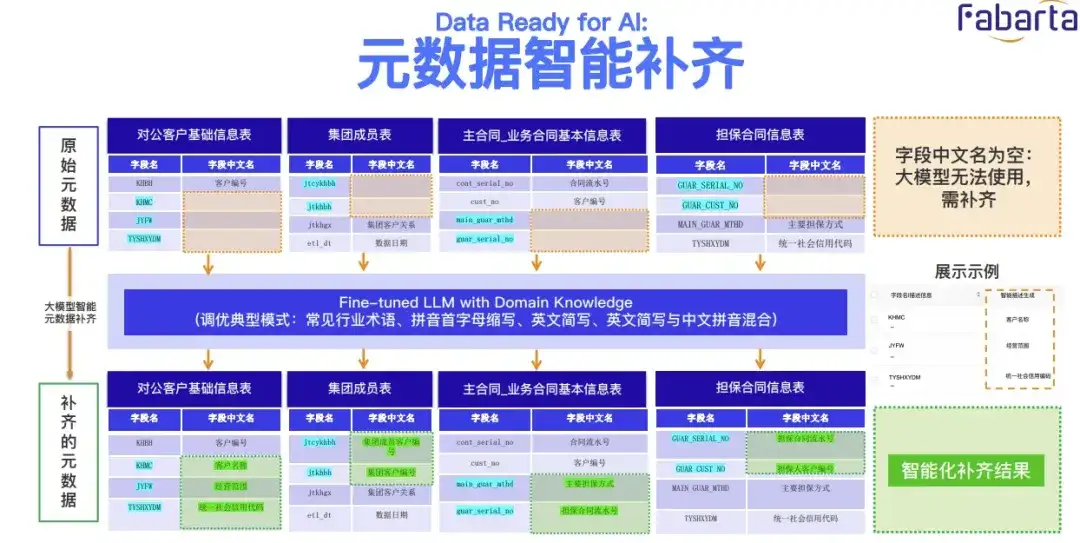 Data Ready for AI:
Fabarta
元数据智能补齐
原始元数据
对公客户基础信息表
字段名 字段中文名
KHBH 客户编号
KHMC
JYFW
TYSHXYDM
集团成员表
字段名 字段中文名
jtcykhbh
jtkhbh
jtkhgx 集团客户关系
etl_dt 数据日期
主合同_业务合同基本信息表
字段名 字段中文名
cont_serial_no 合同流水号
cust_no 客户编号
main_guar_mthd
guar_serial_no
担保合同信息表
字段名 字段中文名
GUAR_SERIAL_NO
GUAR_CUST_NO
MAIN_GUAR_MTHD 主要担保方式
TYSHXYDM 统一社会信用代码
字段中文名为空:
大模型无法使用,
需补齐
大模型智能
元数据补齐
Fine-tuned LLM with Domain Knowledge
(调优典型模式:常见行业术语、拼音首字母缩写、英文简写、英文简写与中文拼音混合)
展示示例
字段名/描述信息 智能描述生成
KHMC 客户名称
JYFW 经营范围
TYSHXYDM 统一社会信用编码
补齐的元数据
对公客户基础信息表
字段名 字段中文名
KHBH 客户编号
KHMC 客户名称
JYFW 经营范围
TYSHXYDM 统一社会信用代码
集团成员表
字段名 字段中文名
jtcykhbh 集团成员客户编
号
jtkhbh 集团客户编号
jtkhgx 集团客户关系
etl_dt 数据日期
主合同_业务合同基本信息表
字段名 字段中文名
cont_serial_no 合同流水号
cust_no 客户编号
main_guar_mthd 主要担保方式
guar_serial_no 担保合同流水号
担保合同信息表
字段名 字段中文名
GUAR_SERIAL_NO 担保合同流水号
GUAR_CUST_NO 担保人客户编号
MAIN_GUAR_MTHD 主要担保方式
TYSHXYDM 统一社会信用代码
智能化补齐结果